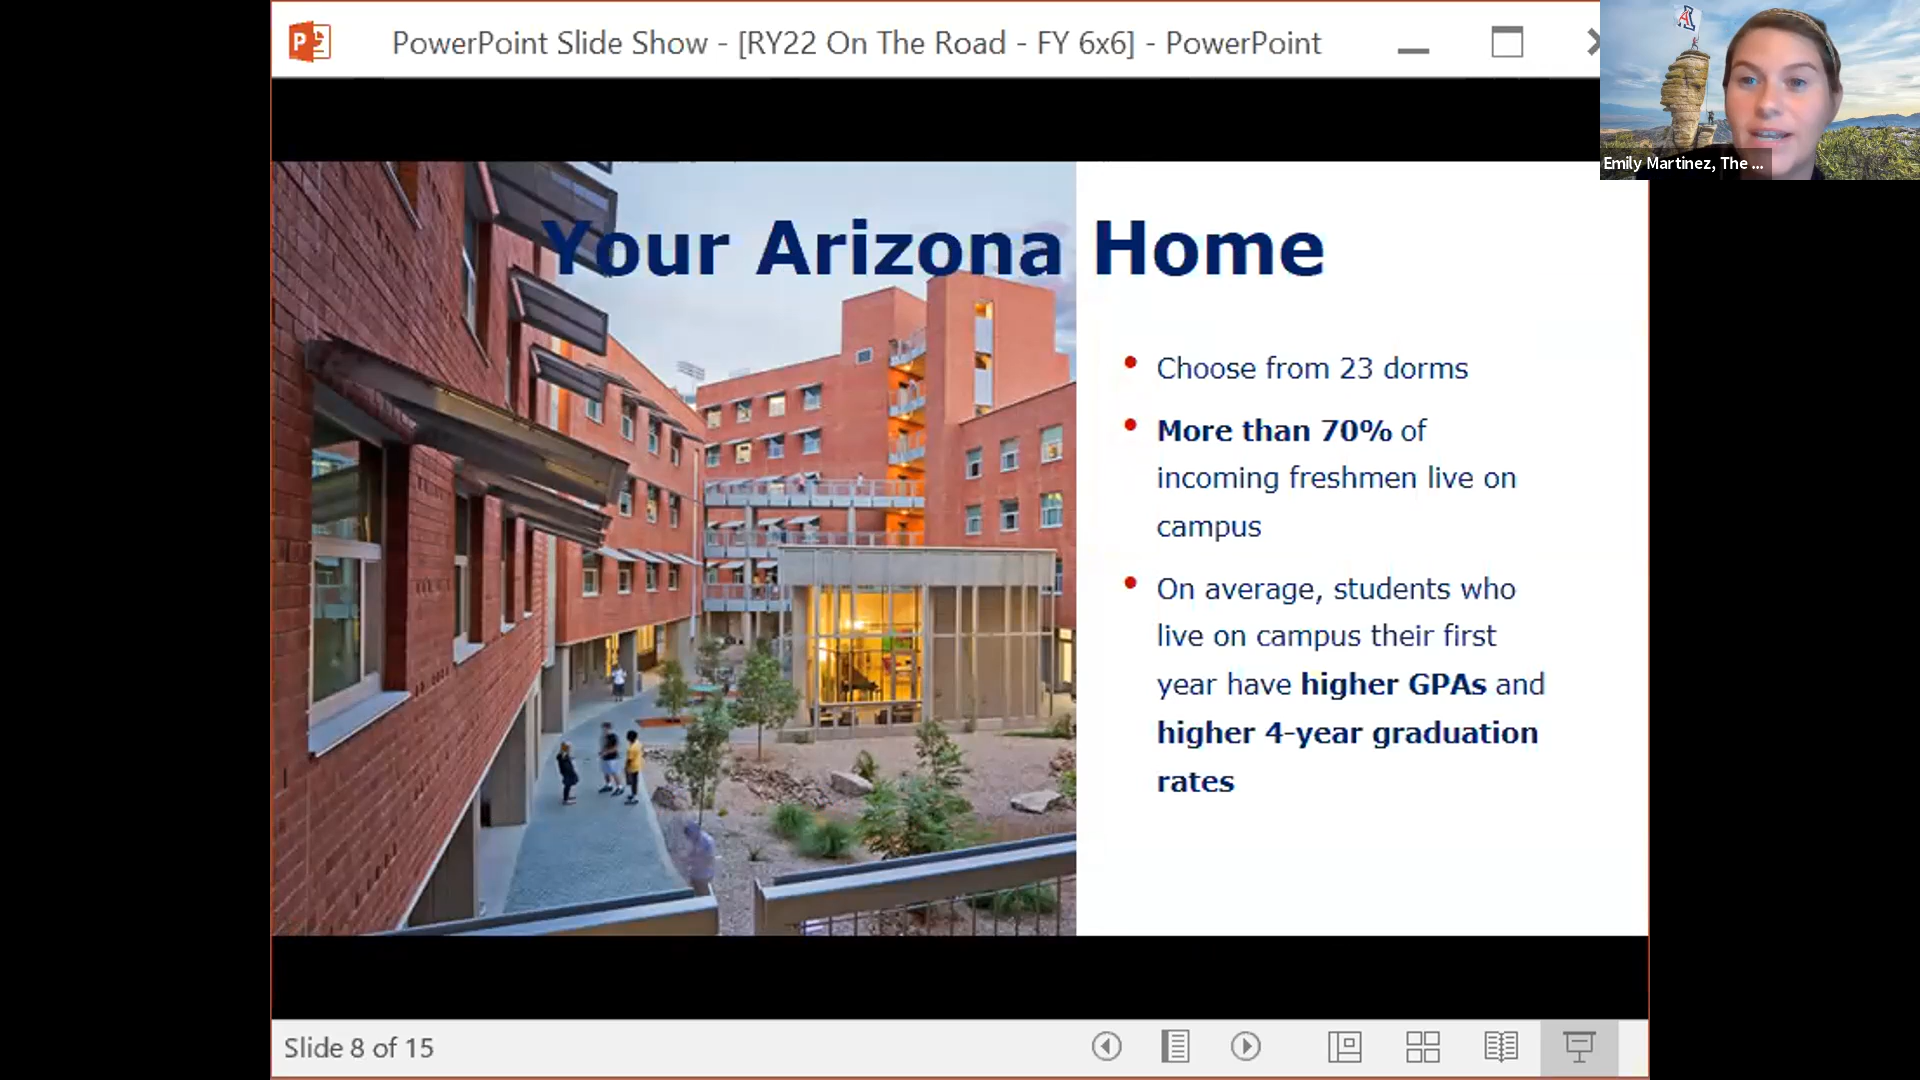 PowerPoint Slide Show - [RY22 On The Road - FY 6x6] - PowerPoint
Emily Martinez, The ...
Your Arizona Home
• Choose from 23 dorms
• More than 70% of
incoming freshmen live on
campus
• On average, students who
live on campus their first
year have higher GPAs and
higher 4-year graduation
rates
Slide 8 of 15